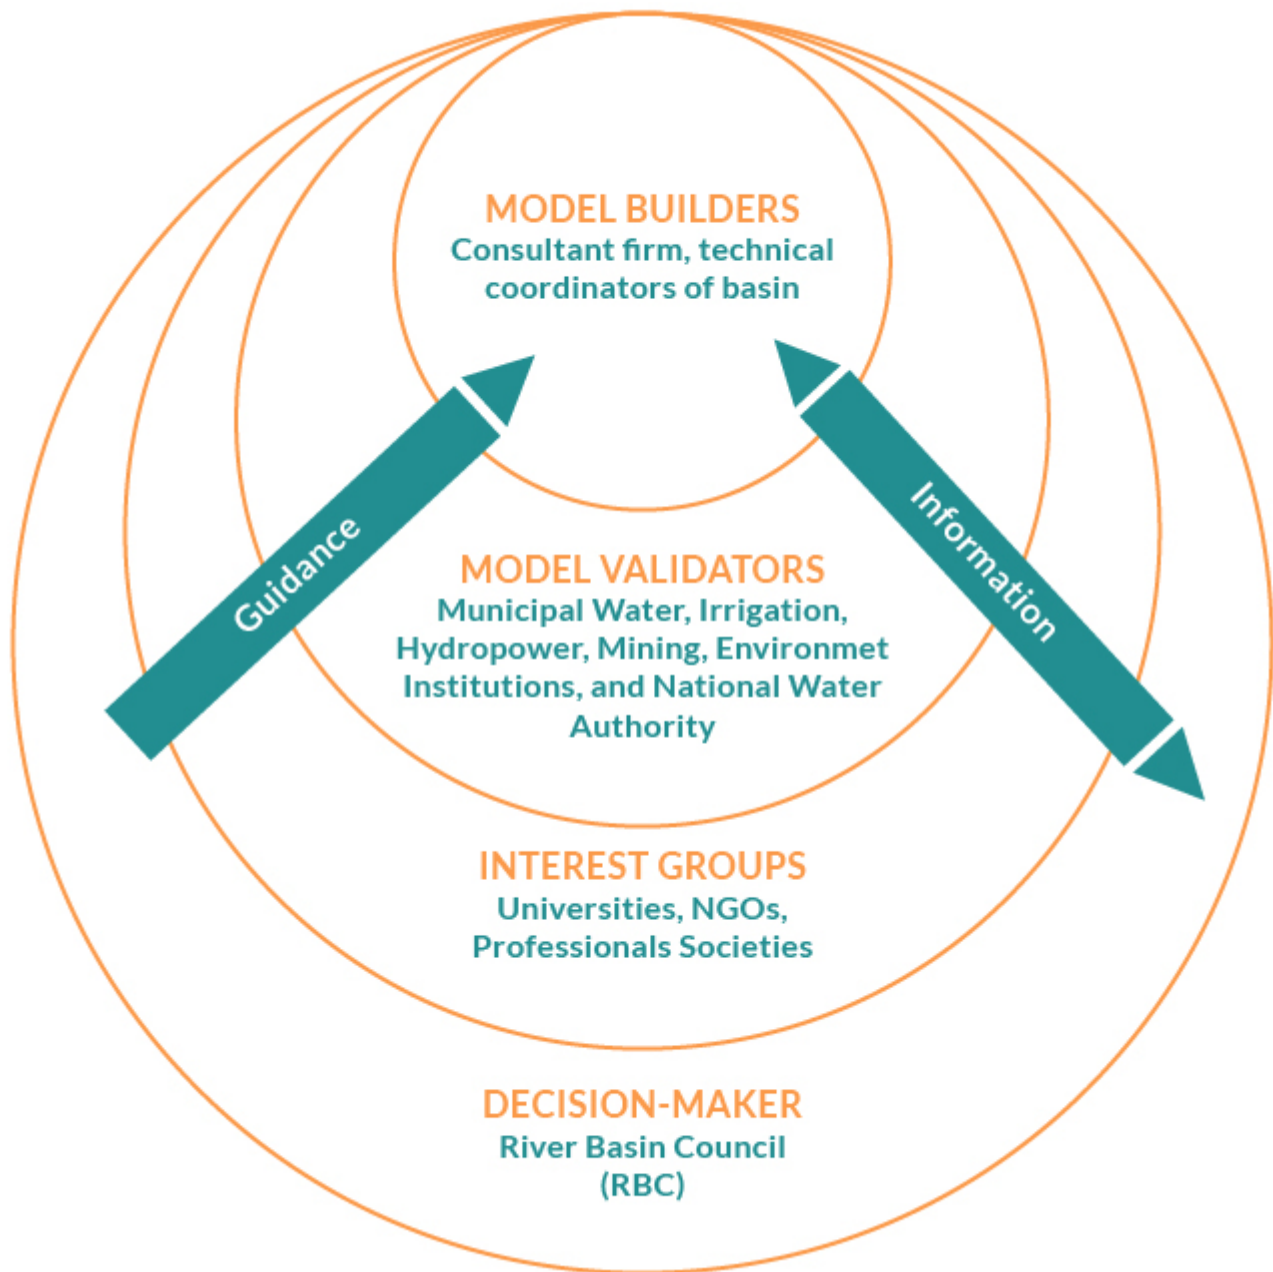 MODEL BUILDERS
Consultant firm, technical
coordinators of basin
Guidance
Information
MODEL VALIDATORS
Municipal Water, Irrigation,
Hydropower, Mining, Environmet
Institutions, and National Water
Authority
INTEREST GROUPS
Universities, NGOs,
Professionals Societies
DECISION-MAKER
River Basin Council
(RBC)